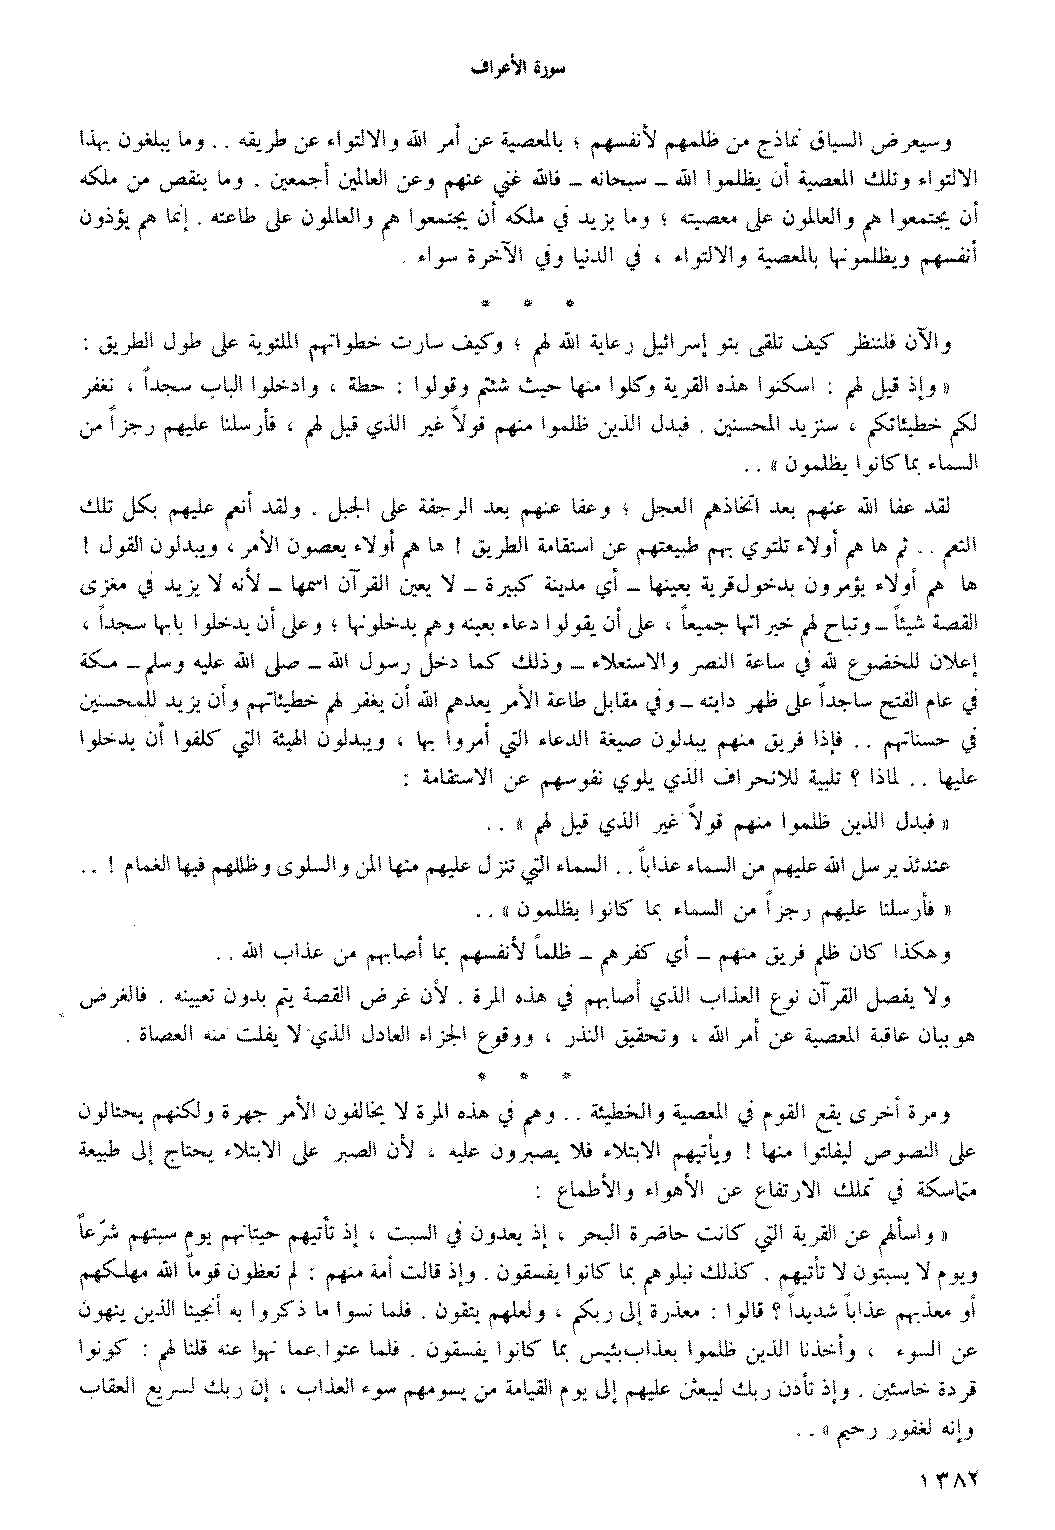 سورة الأعراف
وسيعرض السياق نماذج من ظلمهم لأنفسهم ؛ بالمعصية عن أمر الله والالتواء عن طريقه .. وما يبلغون بهذا
الالتواء وتلك المعصية أن يظلموا الله – سبحانه – فالله غني عنهم وعن العالمين أجمعين . وما ينقص من ملكه
أن يجتمعوا هم والعالمون على معصيته ؛ وما يزيد في ملكه أن يجتمعوا هم والعالمون على طاعته . إنما هم يؤذون
أنفسهم ويظلمونها بالمعصية والالتواء ، في الدنيا وفي الآخرة سواء .
* * *
والآن فلننظر كيف تلقى بنو إسرائيل رعاية الله لهم ؛ وكيف سارت خطواتهم الملتوية على طول الطريق :
« وإذ قيل لهم : اسكنوا هذه القرية وكلوا منها حيث شئتم وقولوا : حطة ، وادخلوا الباب سجداً ، نغفر
لكم خطيئاتكم ، سنزيد المحسنين . فبدل الذين ظلموا منهم قولاً غير الذي قيل لهم ، فأرسلنا عليهم رجزاً من
السماء بما كانوا يظلمون » ..
لقد عفا الله عنهم بعد اتخاذهم العجل ؛ وعفا عنهم بعد الرجفة على الجبل . ولقد أنعم عليهم بكل تلك
النعم .. ثم ها هم أولاء تلتوي بهم طبيعتهم عن استقامة الطريق ! ها هم أولاء يعصون الأمر ، ويبدلون القول !
ها هم أولاء يؤمرون بدخول قرية بعينها – أي مدينة كبيرة – لا يعين القرآن اسمها – لأنه لا يزيد في مغزى
القصة شيئاً – وتباح لهم خيراتها جميعاً ، على أن يقولوا دعاء بعينه وهم يدخلونها ؛ وعلى أن يدخلوا بابها سجداً ،
إعلان للخضوع لله في ساعة النصر والاستعلاء – وذلك كما دخل رسول الله – صلى الله عليه وسلم – مكة
في عام الفتح ساجداً على ظهر دابته – وفي مقابل طاعة الأمر يعدهم الله أن يغفر لهم خطيئاتهم وأن يزيد للمحسنين
في حسناتهم .. فإذا فريق منهم يبدلون صيغة الدعاء التي أمروا بها ، ويبدلون الهيئة التي كلفوا أن يدخلوا
عليها .. لماذا ؟ تلبية للانحراف الذي يلوي نفوسهم عن الاستقامة :
« فبدل الذين ظلموا منهم قولاً غير الذي قيل لهم » ..
عندئذ يرسل الله عليهم من السماء عذاباً .. السماء التي تنزل عليهم منها المن والسلوى وظللهم فيها الغمام ! ..
« فأرسلنا عليهم رجزاً من السماء بما كانوا يظلمون » ..
وهكذا كان ظلم فريق منهم – أي كفرهم – ظلماً لأنفسهم بما أصابهم من عذاب الله ..
ولا يفصل القرآن نوع العذاب الذي أصابهم في هذه المرة . لأن غرض القصة يتم بدون تعيينه . فالغرض
هو بيان عاقبة المعصية عن أمر الله ، وتحقيق النذر ، ووقوع الجزاء العادل الذي لا يفلت منه العصاة .
* * *
ومرة أخرى يقع القوم في المعصية والخطيئة .. وهم في هذه المرة لا يخالفون الأمر جهرة ولكنهم يحتالون
على النصوص ليفلتوا منها ! ويأتيهم الابتلاء فلا يصبرون عليه ، لأن الصبر على الابتلاء يحتاج إلى طبيعة
متماسكة في تملك الارتفاع عن الأهواء والأطماع :
« واسألهم عن القرية التي كانت حاضرة البحر ، إذ يعدون في السبت ، إذ تأتيهم حيتانهم يوم سبتهم شرّعاً
ويوم لا يسبتون لا تأتيهم . كذلك نبلوهم بما كانوا يفسقون . وإذ قالت أمة منهم : لم تعظون قوماً الله مهلكهم
أو معذبهم عذاباً شديداً ؟ قالوا : معذرة إلى ربكم ، ولعلهم يتقون . فلما نسوا ما ذكروا به أنجينا الذين ينهون
عن السوء ، وأخذنا الذين ظلموا بعذاب بئيس بما كانوا يفسقون . فلما عتوا عما نهوا عنه قلنا لهم : كونوا
قردة خاسئين . وإذ تأذن ربك ليبعثن عليهم إلى يوم القيامة من يسومهم سوء العذاب ، إن ربك لسريع العقاب
وإنه لغفور رحيم » ..
١٣٨٢